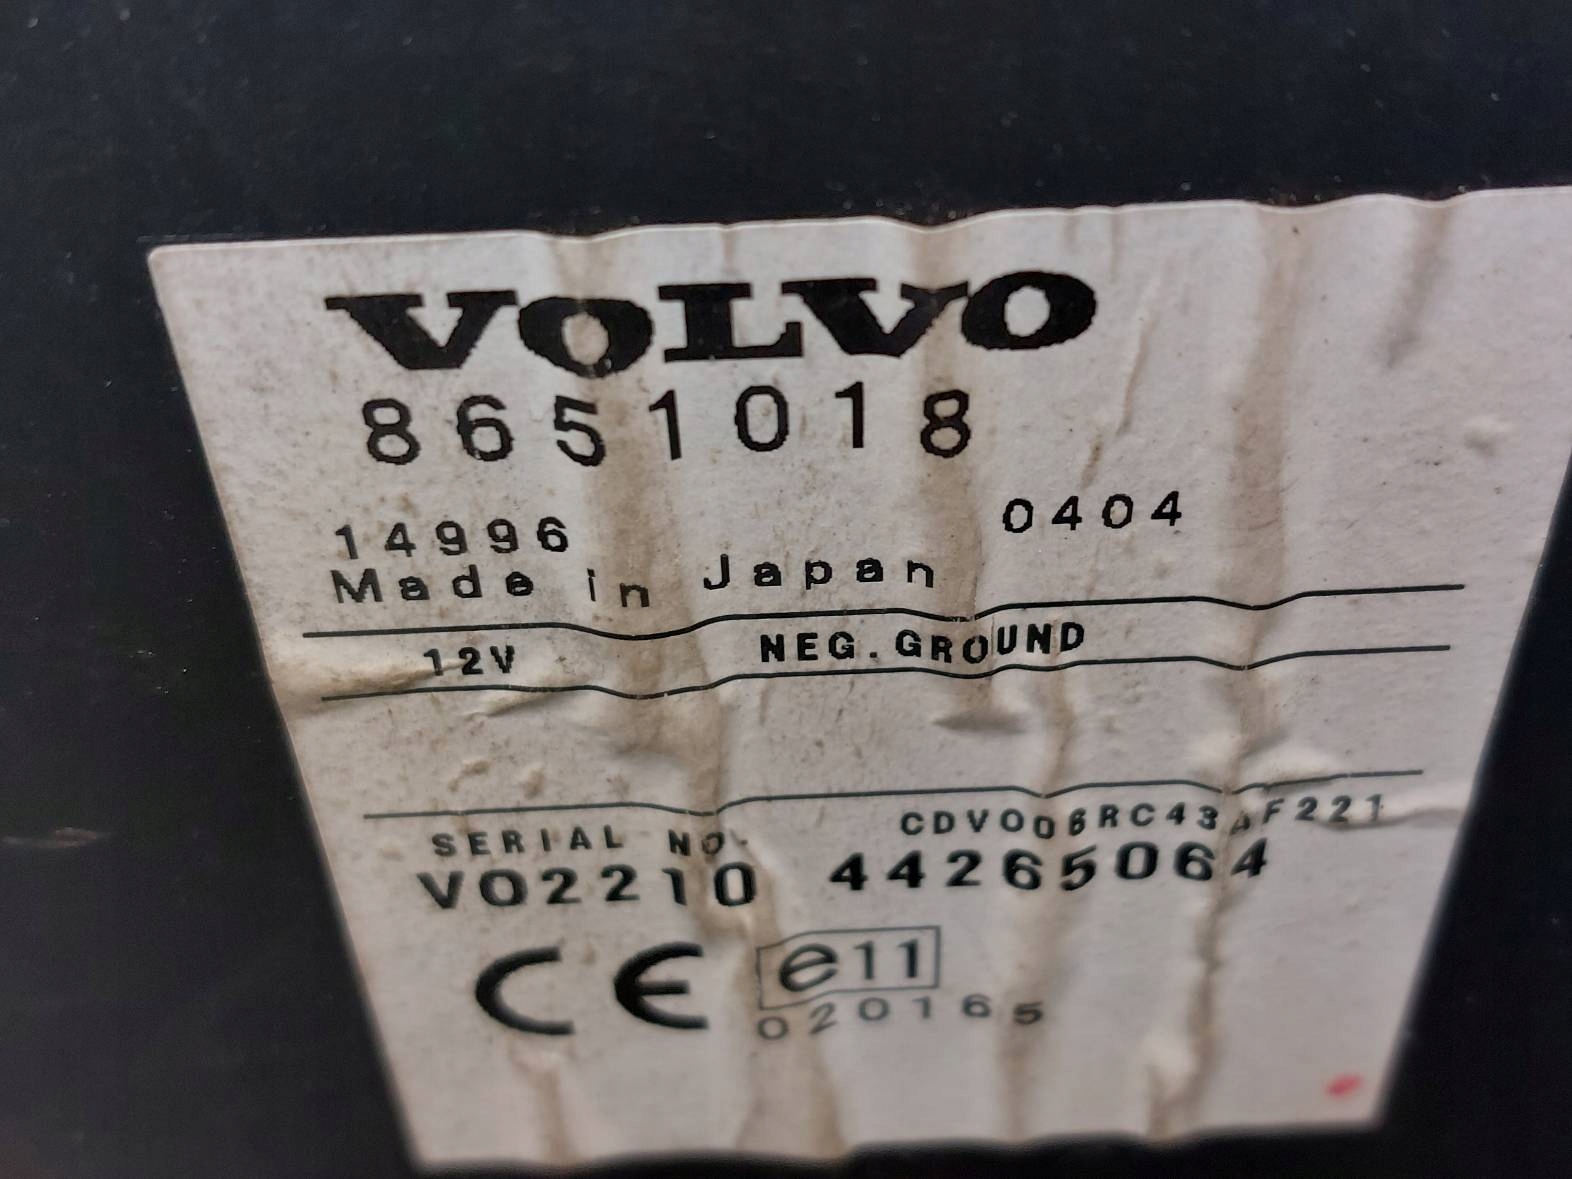 VOLVO
8651018
14996 0404
Made in Japan
12V NEG. GROUND
SERIAL NO.
VO2210 44265064
CE e11
020165